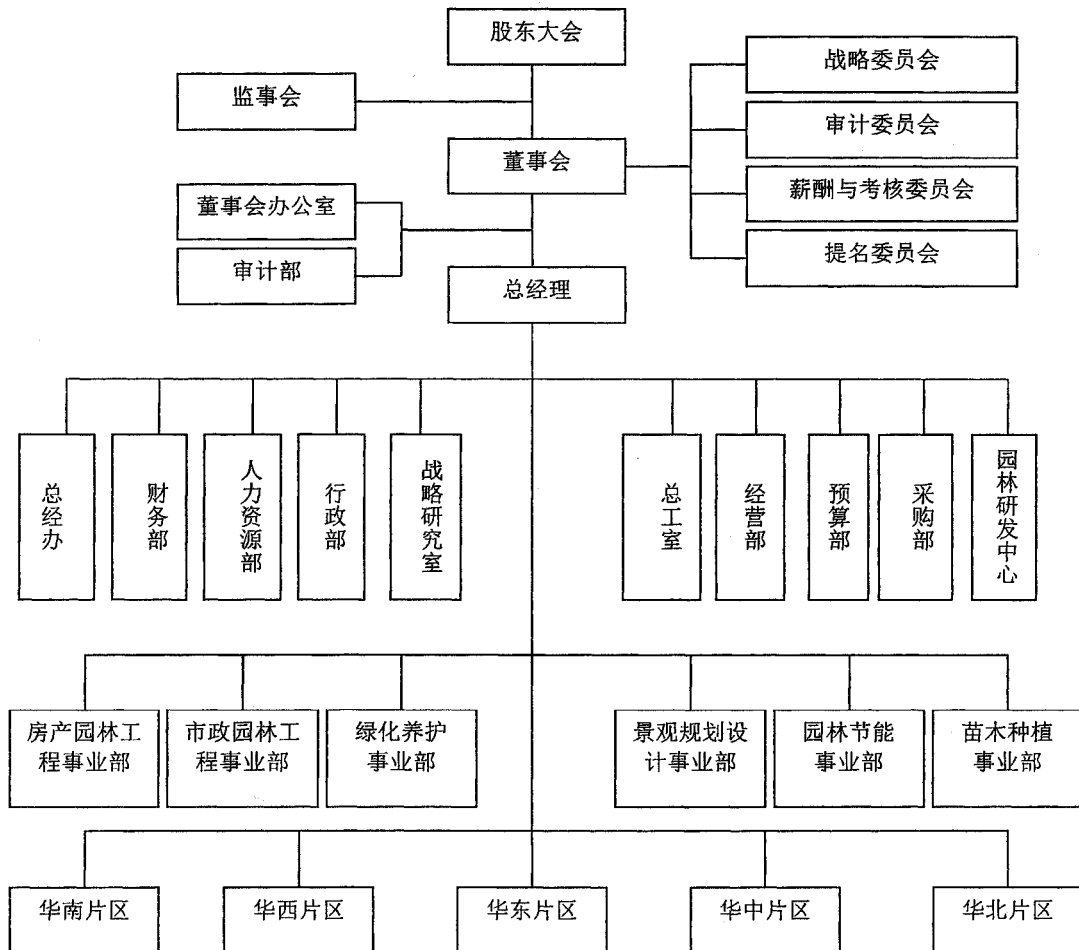 股东大会
战略委员会
监事会
审计委员会
董事会
薪酬与考核委员会
董事会办公室
提名委员会
审计部
总经理
总经办
财务部
人力资源部
行政部
战略研究室
总工室
经营部
预算部
采购部
园林研发中心
房产园林工
程事业部
市政园林工
程事业部
绿化养护
事业部
景观规划设
计事业部
园林节能
事业部
苗木种植
事业部
华南片区
华西片区
华东片区
华中片区
华北片区